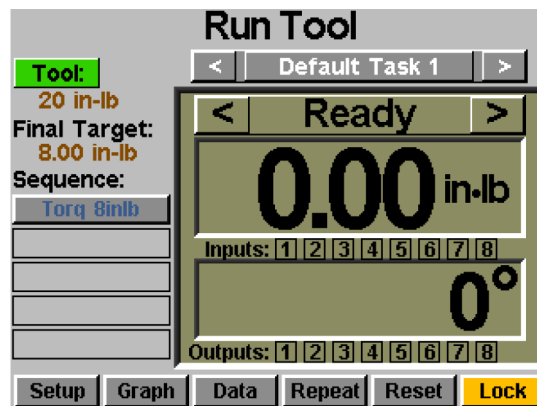 Run Tool
Tool:
20 in-lb
Final Target:
8.00 in-lb
Sequence:
Torq 8inlb
< Default Task 1 >
< Ready >
0.00 in•lb
Inputs: 1 2 3 4 5 6 7 8
0°
Outputs: 1 2 3 4 5 6 7 8
Setup Graph Data Repeat Reset Lock